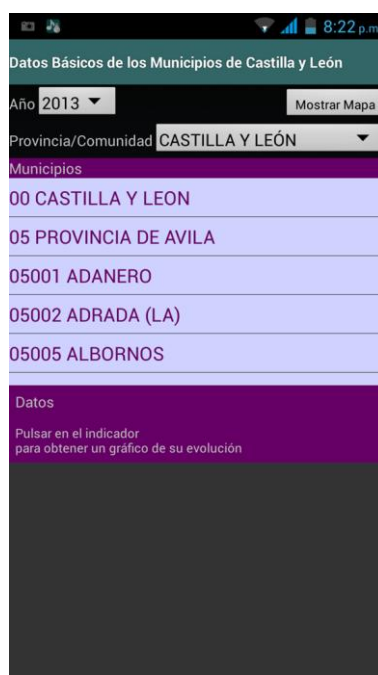 8:22 p.m
Datos Básicos de los Municipios de Castilla y León
Año 2013 Mostrar Mapa
Provincia/Comunidad CASTILLA Y LEÓN
Municipios
00 CASTILLA Y LEON
05 PROVINCIA DE AVILA
05001 ADANERO
05002 ADRADA (LA)
05005 ALBORNOS
Datos
Pulsar en el indicador
para obtener un gráfico de su evolución